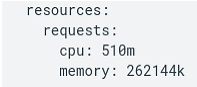 resources:
  requests:
    cpu: 510m
    memory: 262144k